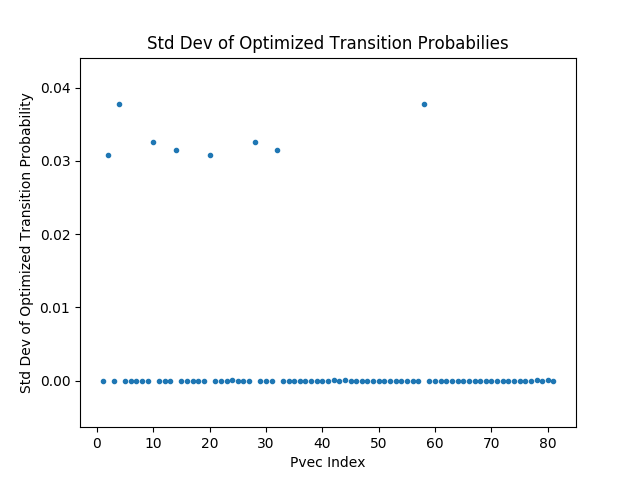 Std Dev of Optimized Transition Probabilies
Std Dev of Optimized Transition Probability
0.04
0.03
0.02
0.01
0.00
0 10 20 30 40 50 60 70 80
Pvec Index